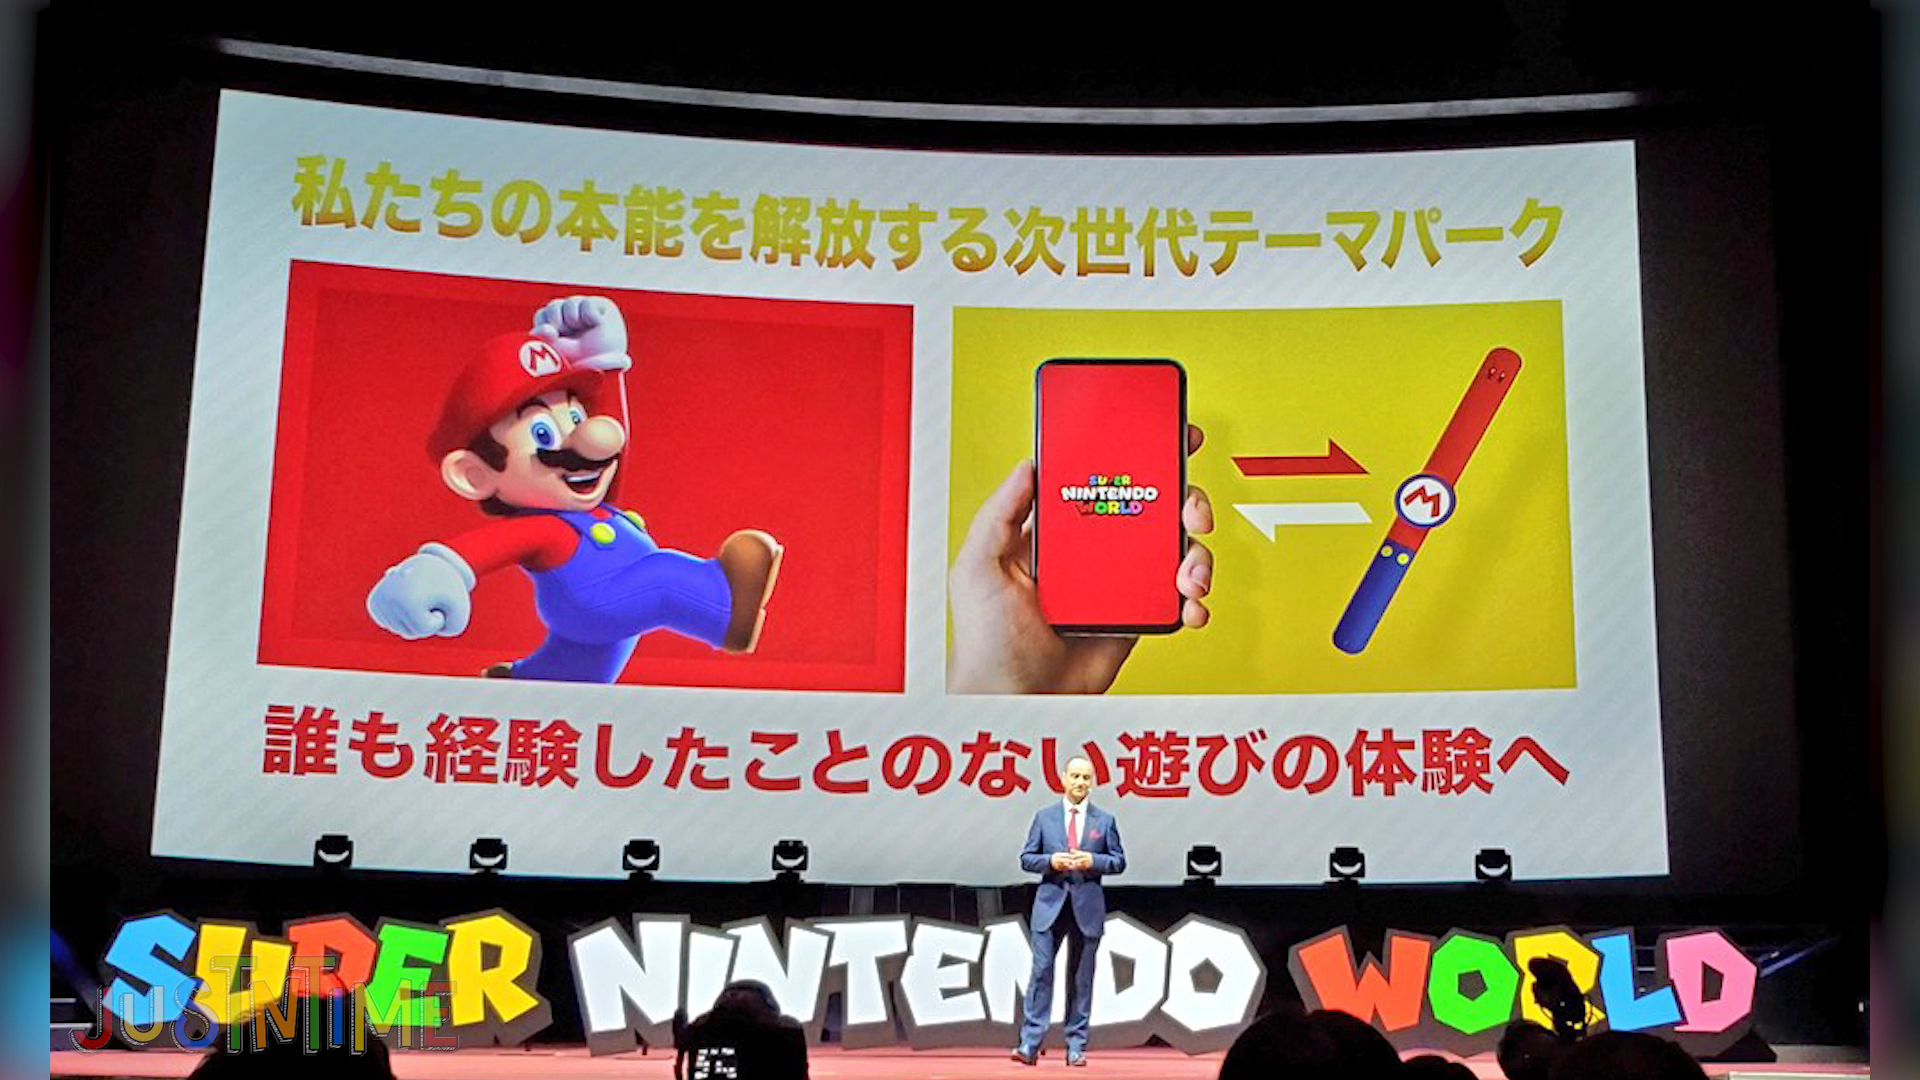 私たちの本能を解放する次世代テーマパーク
M
SUPER
NINTENDO
WORLD
M
誰も経験したことのない遊びの体験へ
SUPER NINTENDO WORLD
JUSTNTIME